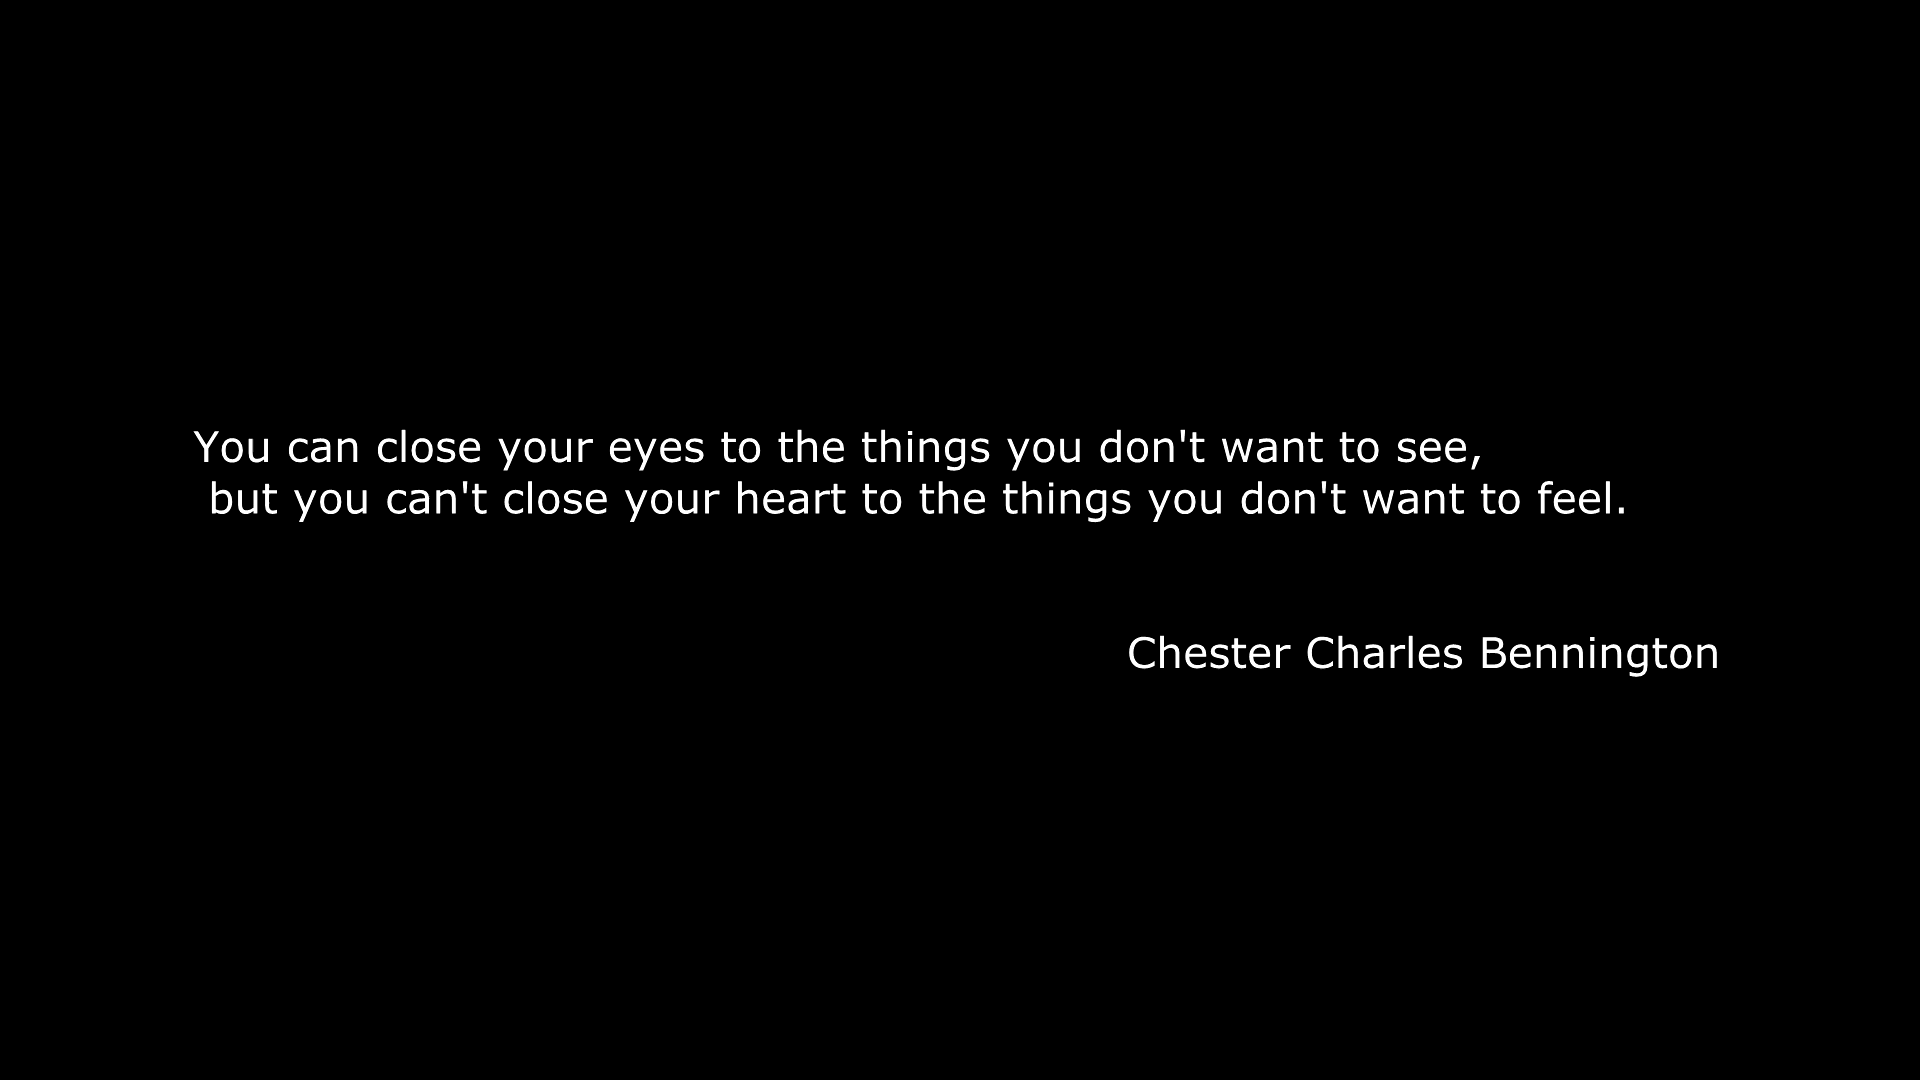 You can close your eyes to the things you don't want to see,
but you can't close your heart to the things you don't want to feel.
Chester Charles Bennington